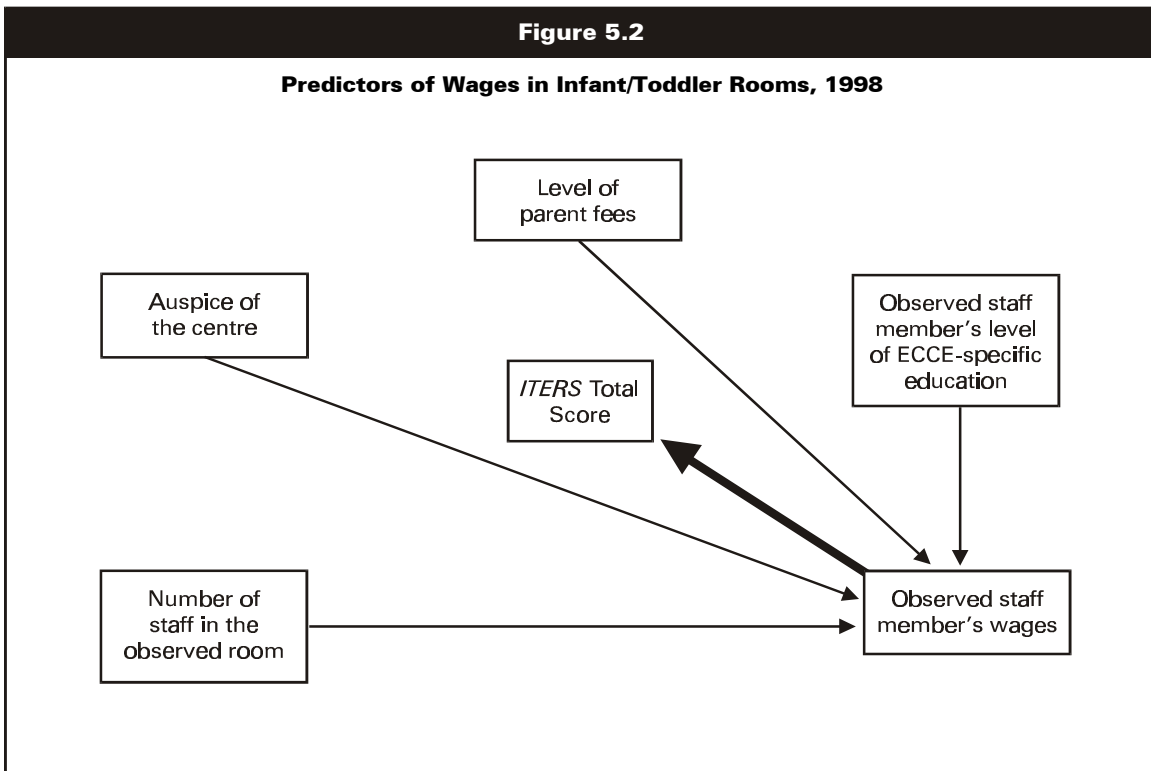 Figure 5.2
Predictors of Wages in Infant/Toddler Rooms, 1998
Level of
parent fees
Auspice of
the centre
Observed staff
member's level
of ECCE-specific
education
ITERS Total
Score
Number of
staff in the
observed room
Observed staff
member's wages